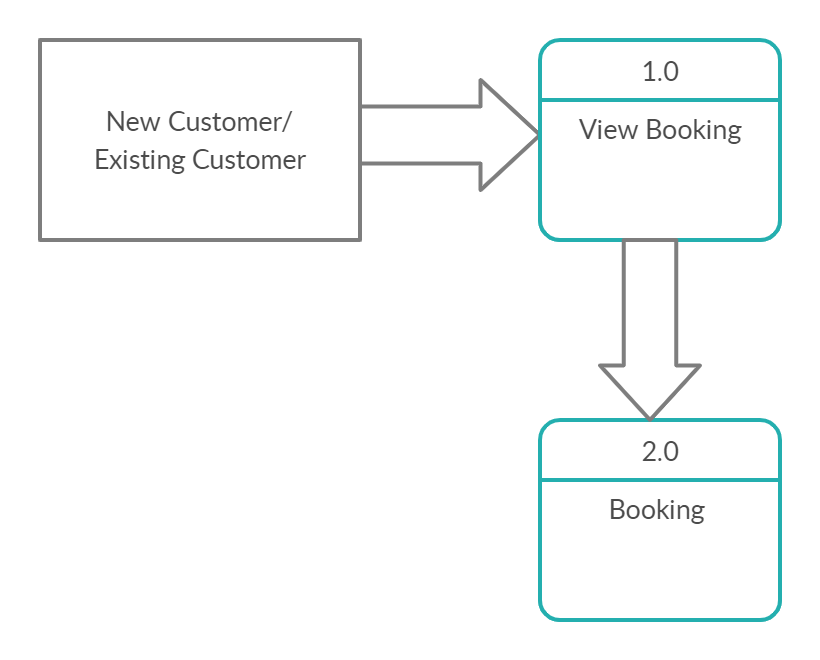 New Customer/
Existing Customer
1.0
View Booking
2.0
Booking